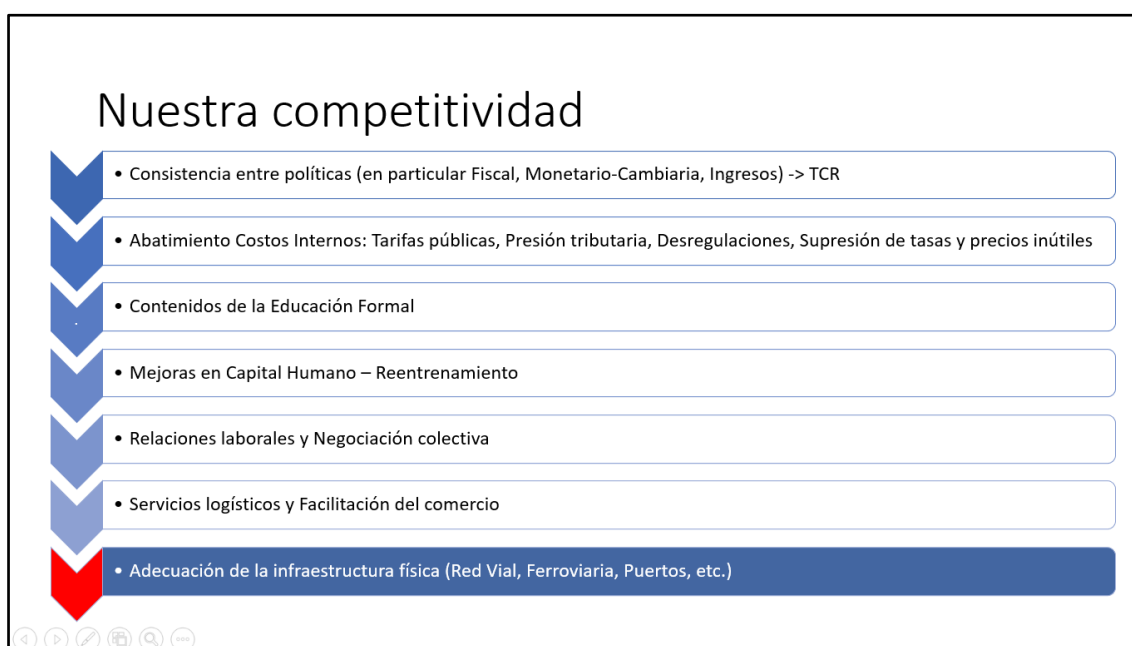 Nuestra competitividad
• Consistencia entre políticas (en particular Fiscal, Monetario-Cambiaria, Ingresos) -> TCR
• Abatimiento Costos Internos: Tarifas públicas, Presión tributaria, Desregulaciones, Supresión de tasas y precios inútiles
• Contenidos de la Educación Formal
• Mejoras en Capital Humano – Reentrenamiento
• Relaciones laborales y Negociación colectiva
• Servicios logísticos y Facilitación del comercio
• Adecuación de la infraestructura física (Red Vial, Ferroviaria, Puertos, etc.)